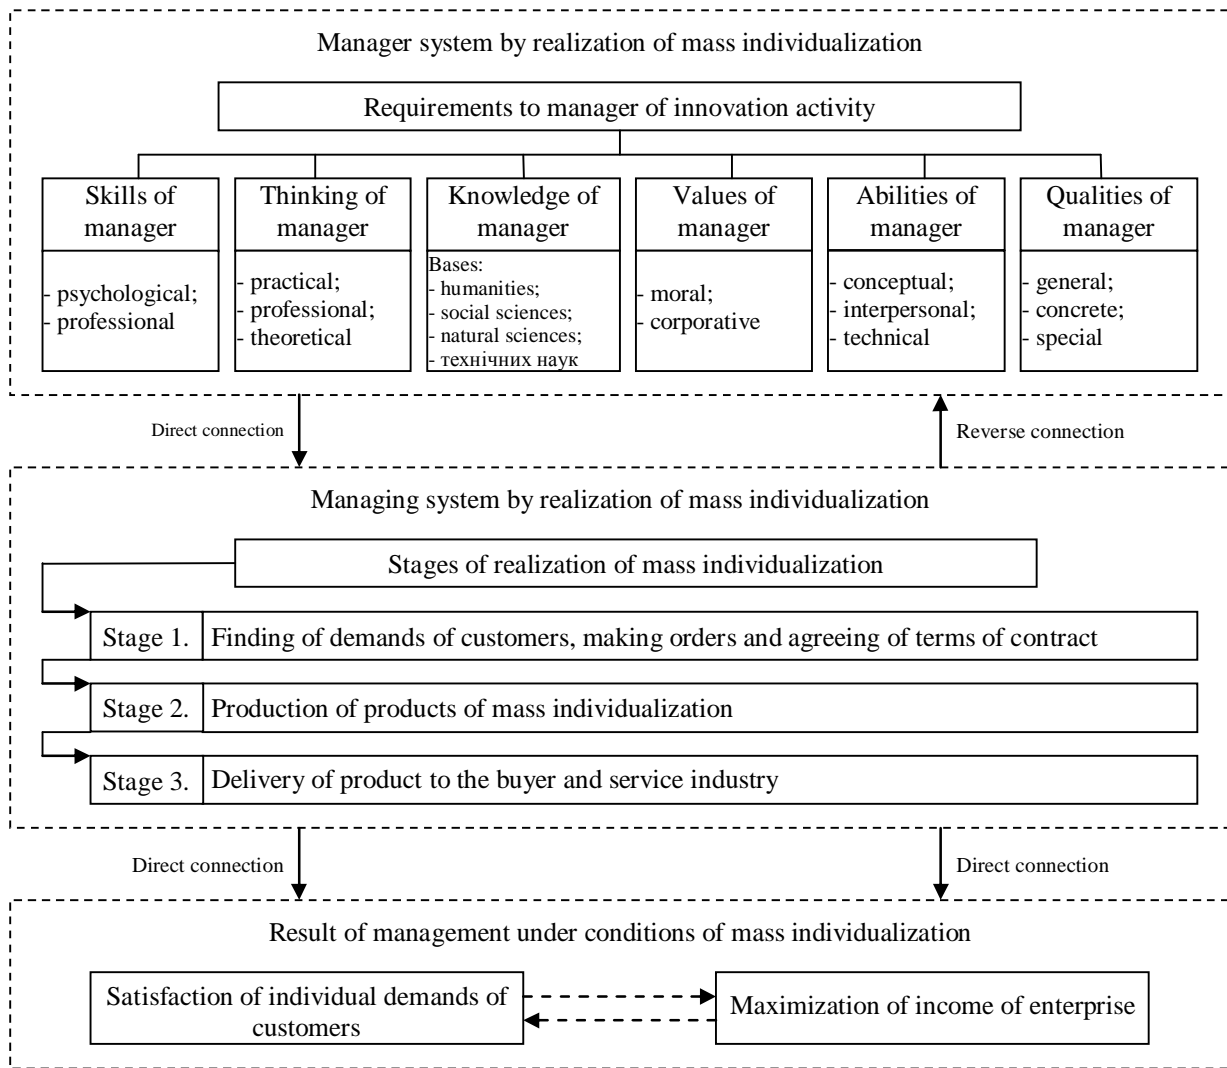 Manager system by realization of mass individualization
Requirements to manager of innovation activity
Skills of
manager
- psychological;
- professional
Thinking of
manager
- practical;
- professional;
- theoretical
Knowledge of
manager
Bases:
- humanities;
- social sciences;
- natural sciences;
- технічних наук
Values of
manager
- moral;
- corporative
Abilities of
manager
- conceptual;
- interpersonal;
- technical
Qualities of
manager
- general;
- concrete;
- special
Direct connection
Reverse connection
Managing system by realization of mass individualization
Stages of realization of mass individualization
Stage 1. Finding of demands of customers, making orders and agreeing of terms of contract
Stage 2. Production of products of mass individualization
Stage 3. Delivery of product to the buyer and service industry
Direct connection
Direct connection
Result of management under conditions of mass individualization
Satisfaction of individual demands of
customers
Maximization of income of enterprise